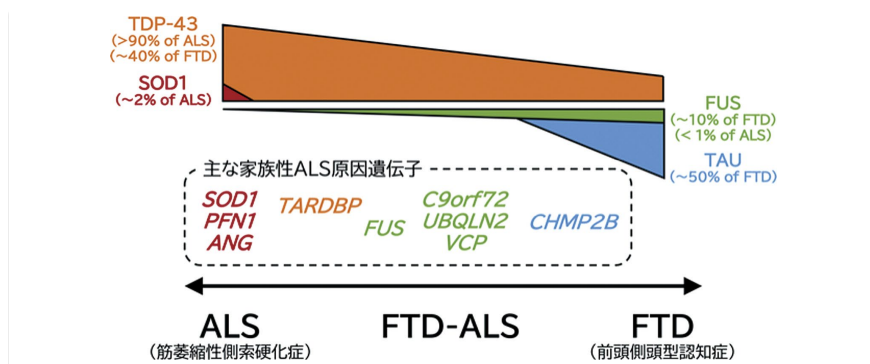 TDP-43
(>90% of ALS)
(~40% of FTD)
SOD1
(~2% of ALS)
FUS
(~10% of FTD)
(< 1% of ALS)
TAU
(~50% of FTD)
主な家族性ALS原因遺伝子
SOD1
PFN1
ANG
TARDBP
FUS
C9orf72
UBQLN2
VCP
CHMP2B
ALS
(筋萎縮性側索硬化症)
FTD-ALS
FTD
(前頭側頭型認知症)